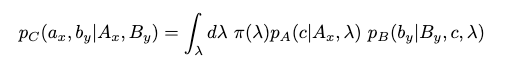 p_C(a_x, b_y|A_x, B_y) = ∫_λ dλ π(λ)p_A(c|A_x, λ) p_B(b_y|B_y, c, λ)